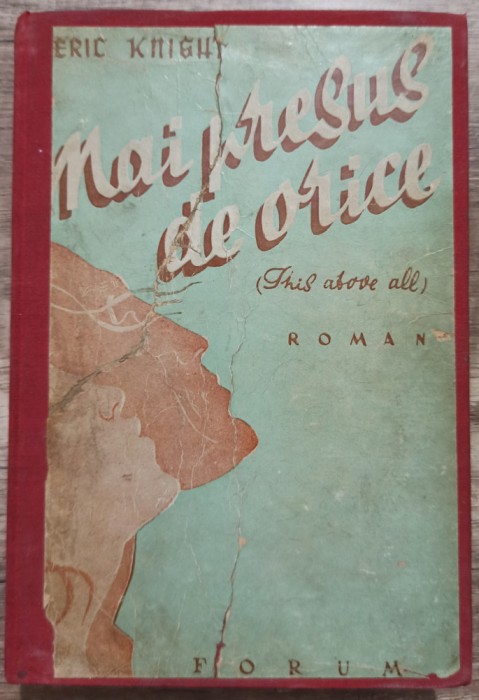 ERIC KNIGHT
Mai presus
de orice
(This above all)
ROMAN
FORUM